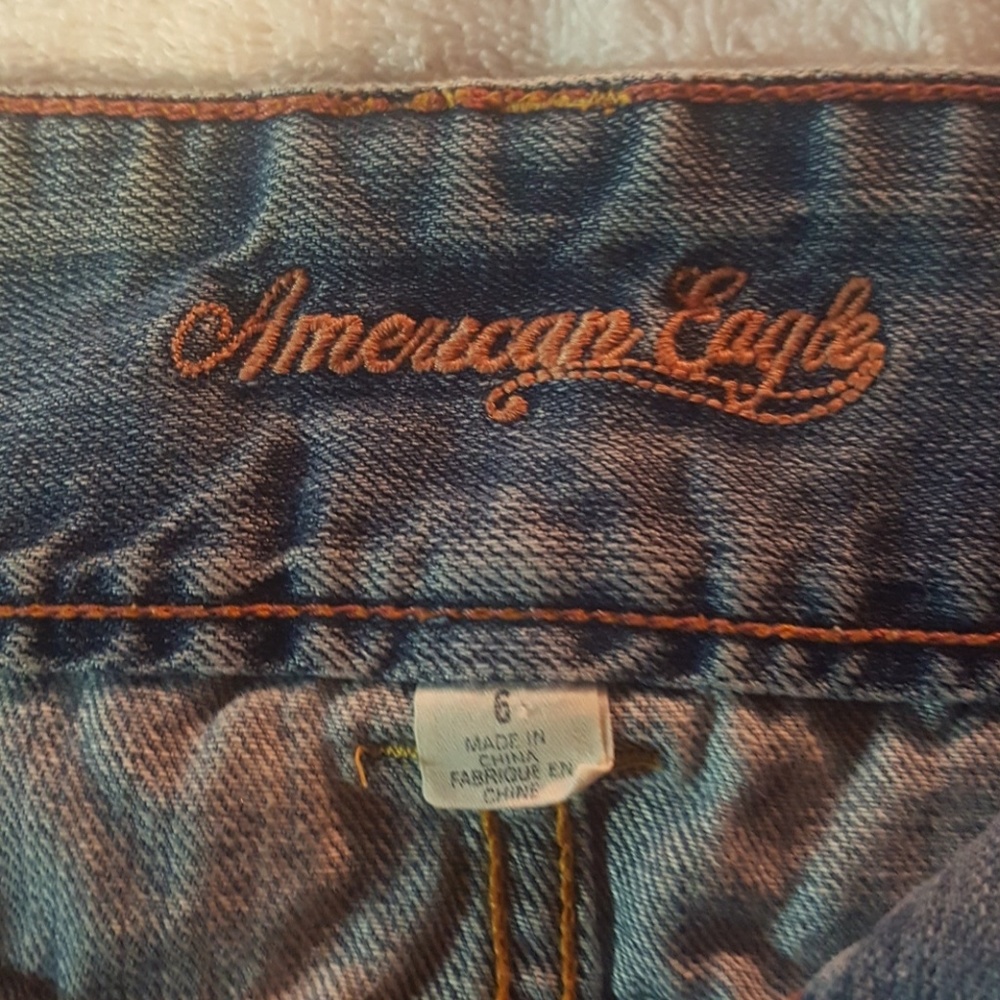 American Eagle
6
MADE IN
CHINA
FABRIQUE EN
CHINE